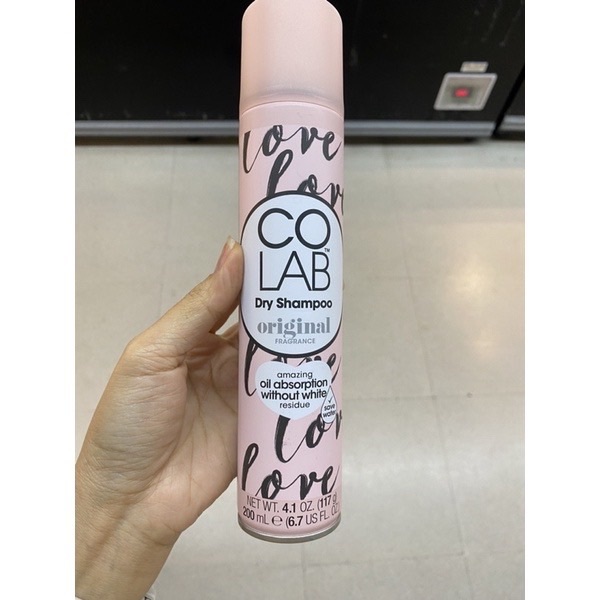 love
love
CO
LAB™
Dry Shampoo
original
FRAGRANCE
love
amazing
oil absorption
without white
residue
save
water
love
love
NET WT. 4.1 OZ. (117 g)
200 mL ℮ (6.7 US FL. OZ.